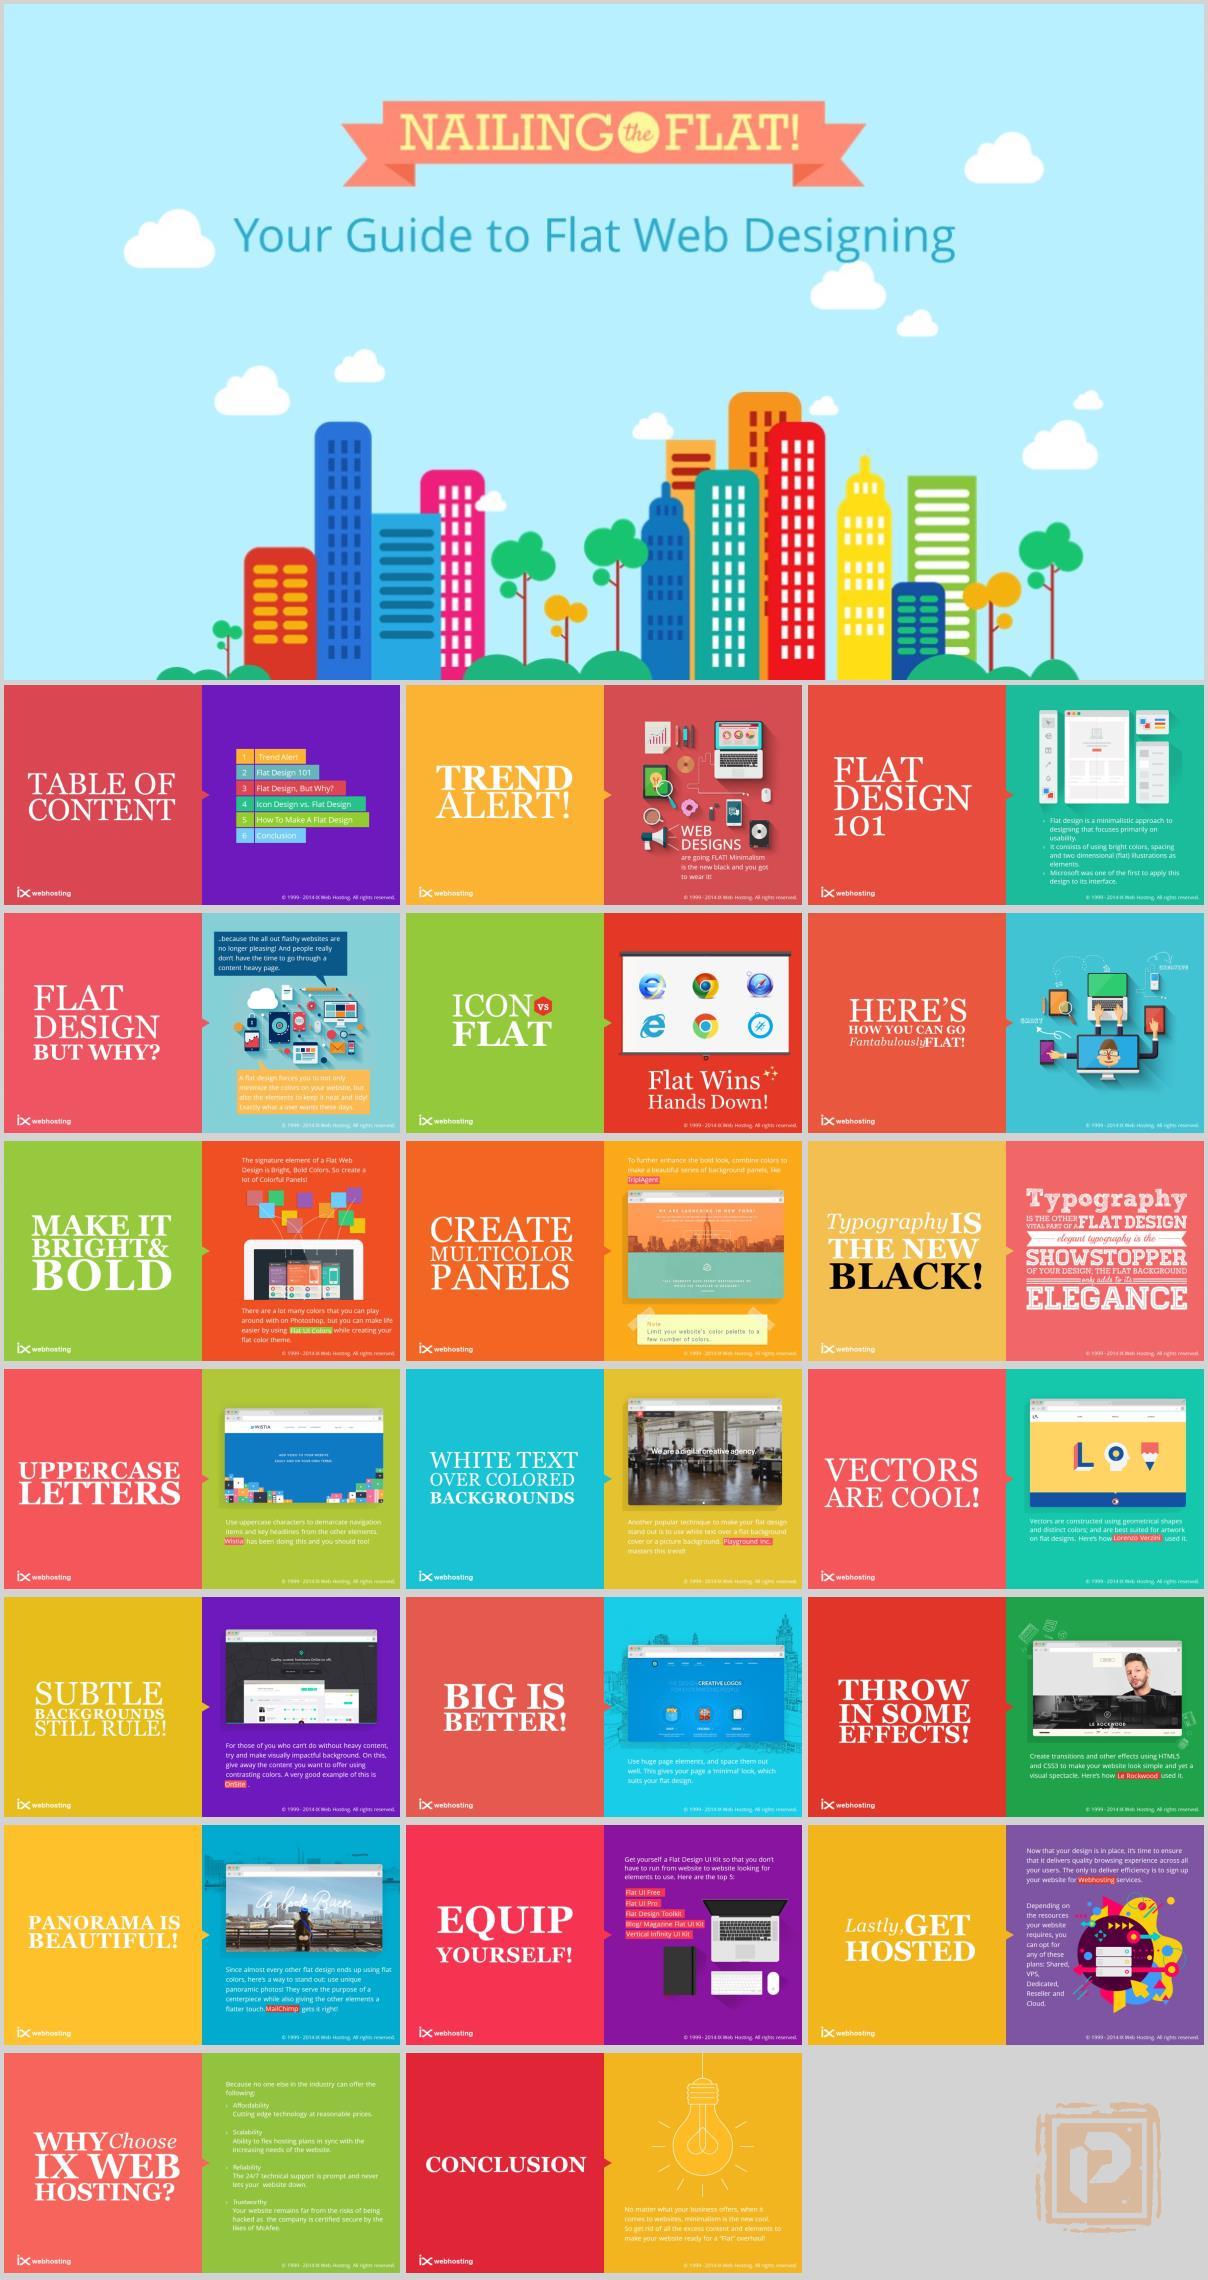 NAILING the FLAT!
Your Guide to Flat Web Designing
TABLE OF
CONTENT
1 Trend Alert
2 Flat Design 101
3 Flat Design, But Why?
4 Icon Design vs. Flat Design
5 How To Make A Flat Design
6 Conclusion
ix webhosting
© 1999 - 2014 IX Web Hosting. All rights reserved.
TREND
ALERT!
WEB
DESIGNS
are going FLAT! Minimalism
is the new black and you got
to wear it!
© 1999 - 2014 IX Web Hosting. All rights reserved.
FLAT
DESIGN
101
› Flat design is a minimalistic approach to
designing that focuses primarily on
usability.
› It consists of using bright colors, spacing
and two dimensional (flat) illustrations as
elements.
› Microsoft was one of the first to apply this
design to its interface.
ix webhosting
© 1999 - 2014 IX Web Hosting. All rights reserved.
FLAT
DESIGN
BUT WHY?
..because the all out flashy websites are
no longer pleasing! And people really
don't have the time to go through a
content heavy page.
A flat design forces you to not only
minimize the colors on your website, but
also the elements to keep it neat and tidy!
Exactly what a user wants these days.
ix webhosting
© 1999 - 2014 IX Web Hosting. All rights reserved.
ICON VS
FLAT
Flat Wins
Hands Down!
© 1999 - 2014 IX Web Hosting. All rights reserved.
HERE'S
HOW YOU CAN GO
Fantabulously FLAT!
ix webhosting
© 1999 - 2014 IX Web Hosting. All rights reserved.
MAKE IT
BRIGHT&
BOLD
The signature element of a Flat Web
Design is Bright, Bold Colors. So create a
lot of Colorful Panels!
There are a lot many colors that you can play
around with on Photoshop, but you can make life
easier by using Flat UI Colors while creating your
flat color theme.
ix webhosting
© 1999 - 2014 IX Web Hosting. All rights reserved.
CREATE
MULTICOLOR
PANELS
To further enhance the bold look, combine colors to
make a beautiful series of background panels, like
TriplAgent
WE ARE LAUNCHING IN NEW YORK!
Note
Limit your website's color palette to a
few number of colors.
ix webhosting
© 1999 - 2014 IX Web Hosting. All rights reserved.
Typography IS
THE NEW
BLACK!
Typography
IS THE OTHER
VITAL PART OF A FLAT DESIGN
elegant typography is the
SHOWSTOPPER
OF YOUR DESIGN; THE FLAT BACKGROUND
only adds to its
ELEGANCE
ix webhosting
© 1999 - 2014 IX Web Hosting. All rights reserved.
UPPERCASE
LETTERS
WISTIA
ADD VIDEO TO YOUR WEBSITE
EASILY AND ON YOUR OWN TERMS
Use uppercase characters to demarcate navigation
items and key headlines from the other elements.
Wistia has been doing this and you should too!
ix webhosting
© 1999 - 2014 IX Web Hosting. All rights reserved.
WHITE TEXT
OVER COLORED
BACKGROUNDS
We are a digital creative agency.
Another popular technique to make your flat design
stand out is to use white text over a flat background
cover or a picture background. Playground Inc.
masters this trend!
ix webhosting
© 1999 - 2014 IX Web Hosting. All rights reserved.
VECTORS
ARE COOL!
Vectors are constructed using geometrical shapes
and distinct colors; and are best suited for artwork
on flat designs. Here's how Lorenzo Verzini used it.
ix webhosting
© 1999 - 2014 IX Web Hosting. All rights reserved.
SUBTLE
BACKGROUNDS
STILL RULE!
For those of you who can't do without heavy content,
try and make visually impactful background. On this,
give away the content you want to offer using
contrasting colors. A very good example of this is
OnSite .
ix webhosting
© 1999 - 2014 IX Web Hosting. All rights reserved.
BIG IS
BETTER!
CREATIVE LOGOS
Use huge page elements, and space them out
well. This gives your page a 'minimal' look, which
suits your flat design.
ix webhosting
© 1999 - 2014 IX Web Hosting. All rights reserved.
THROW
IN SOME
EFFECTS!
LE ROCKWOOD
Create transitions and other effects using HTML5
and CSS3 to make your website look simple and yet a
visual spectacle. Here's how Le Rockwood used it.
ix webhosting
© 1999 - 2014 IX Web Hosting. All rights reserved.
PANORAMA IS
BEAUTIFUL!
A look Back
Since almost every other flat design ends up using flat
colors, here's a way to stand out: use unique
panoramic photos! They serve the purpose of a
centerpiece while also giving the other elements a
flatter touch. MailChimp gets it right!
ix webhosting
© 1999 - 2014 IX Web Hosting. All rights reserved.
EQUIP
YOURSELF!
Get yourself a Flat Design UI Kit so that you don't
have to run from website to website looking for
elements to use. Here are the top 5:
Flat UI Free
Flat UI Pro
Flat Design Toolkit
Blog/ Magazine Flat UI Kit
Vertical Infinity UI Kit
ix webhosting
© 1999 - 2014 IX Web Hosting. All rights reserved.
Lastly, GET
HOSTED
Now that your design is in place, it's time to ensure
that it delivers quality browsing experience across all
your users. The only to deliver efficiency is to sign up
your website for Webhosting services.
Depending on
the resources
your website
requires, you
can opt for
any of these
plans: Shared,
VPS,
Dedicated,
Reseller and
Cloud.
ix webhosting
© 1999 - 2014 IX Web Hosting. All rights reserved.
WHY Choose
IX WEB
HOSTING?
Because no one else in the industry can offer the
following:
› Affordability
Cutting edge technology at reasonable prices.
› Scalability
Ability to flex hosting plans in sync with the
increasing needs of the website.
› Reliability
The 24/7 technical support is prompt and never
lets your website down.
› Trustworthy
Your website remains far from the risks of being
hacked as the company is certified secure by the
likes of McAfee.
ix webhosting
© 1999 - 2014 IX Web Hosting. All rights reserved.
CONCLUSION
No matter what your business offers, when it
comes to websites, minimalism is the new cool.
So get rid of all the excess content and elements to
make your website ready for a "Flat" overhaul!
© 1999 - 2014 IX Web Hosting. All rights reserved.